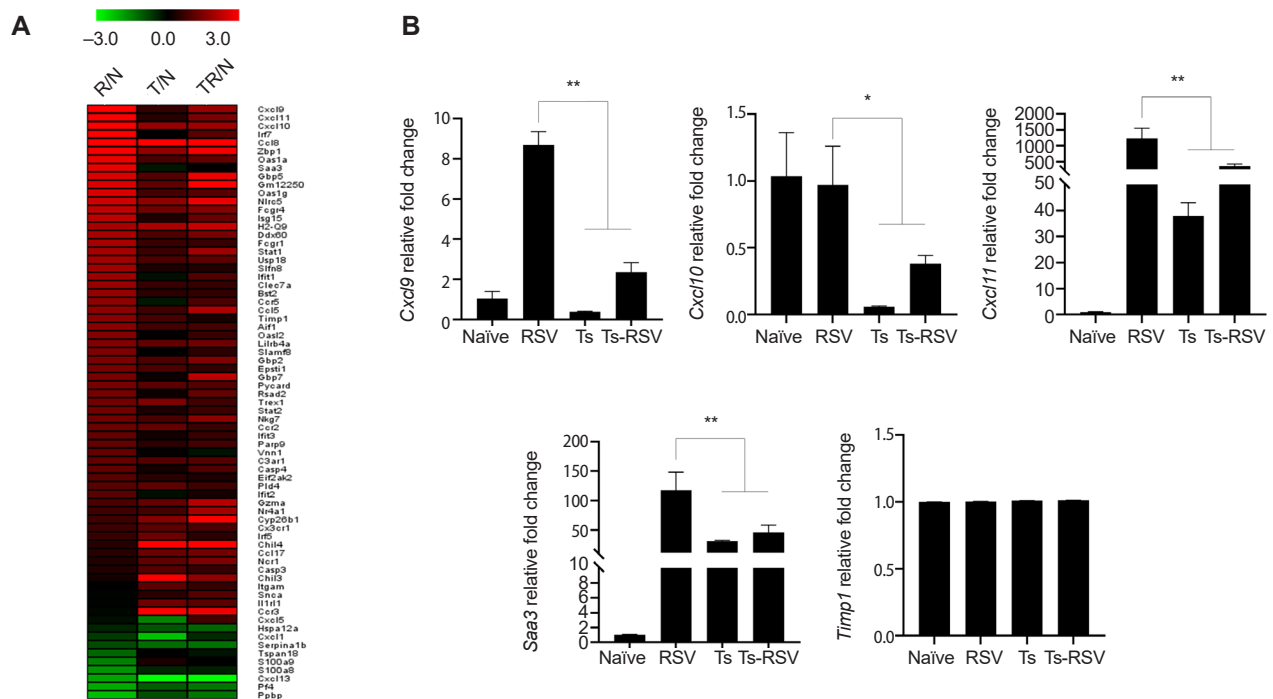 A
–3.0 0.0 3.0
R/N T/N TR/N
Cxcl9
Cxcl11
Cxcl10
Irf7
Ccl8
Zbp1
Oas1a
Saa3
Gbp5
Gm12250
Oas1g
Nlrc5
Fcgr4
Isg15
H2-Q9
Ddx60
Fcgr1
Stat1
Usp18
Slfn8
Ifit1
Clec7a
Bst2
Ccr5
Ccl5
Timp1
Aif1
Oasl2
Lilrb4a
Slamf8
Gbp2
Epsti1
Gbp7
Pycard
Rsad2
Trex1
Stat2
Nkg7
Ccr2
Ifit3
Parp9
Vnn1
C3ar1
Casp4
Eif2ak2
Pld4
Ifit2
Gzma
Nr4a1
Cyp26b1
Cx3cr1
Irf5
Chil4
Ccl17
Ncr1
Casp3
Chil3
Itgam
Snca
Il1rl1
Ccr3
Cxcl5
Hspa12a
Cxcl1
Serpina1b
Tspan18
S100a9
S100a8
Cxcl13
Pf4
Ppbp
B
Cxcl9 relative fold change
10
8
6
4
2
0
**
Naïve RSV Ts Ts-RSV
Cxcl10 relative fold change
1.5
1.0
0.5
0.0
*
Naïve RSV Ts Ts-RSV
Cxcl11 relative fold change
2000
1500
1000
500
50
40
30
20
10
0
**
Naïve RSV Ts Ts-RSV
Saa3 relative fold change
200
150
100
50
10
8
6
4
2
0
**
Naïve RSV Ts Ts-RSV
Timp1 relative fold change
1.5
1.0
0.5
0.0
Naïve RSV Ts Ts-RSV